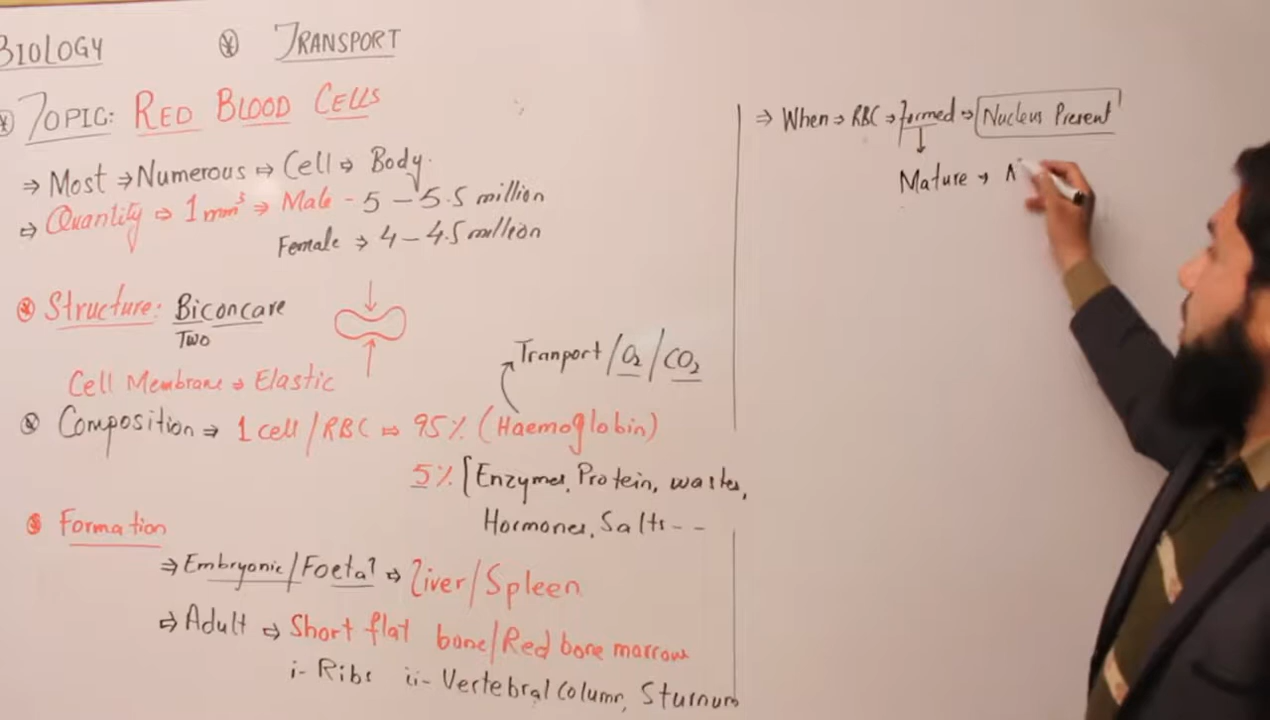 BIOLOGY
TRANSPORT
TOPIC: RED BLOOD CELLS
⇒ Most → Numerous ⇒ Cell ⇒ Body.
⇒ Quantity ⇒ 1mm³ ⇒ Male - 5 – 5.5 million
Female ⇒ 4 – 4.5 million
Structure: Biconcave
Two
Cell Membrane → Elastic
Tranport / O₂ / CO₂
Composition ⇒ 1 cell / RBC ⇒ 95% (Haemoglobin)
5% [Enzymes, Protein, wastes,
Hormones, Salts - -
Formation
⇒ Embryonic/Foetal ⇒ Liver/Spleen
⇒ Adult ⇒ Short flat bone/Red bone marrow
i- Ribs ii- Vertebral Column, Sturnum
⇒ When → RBC → formed → Nucleus Present
Mature → N